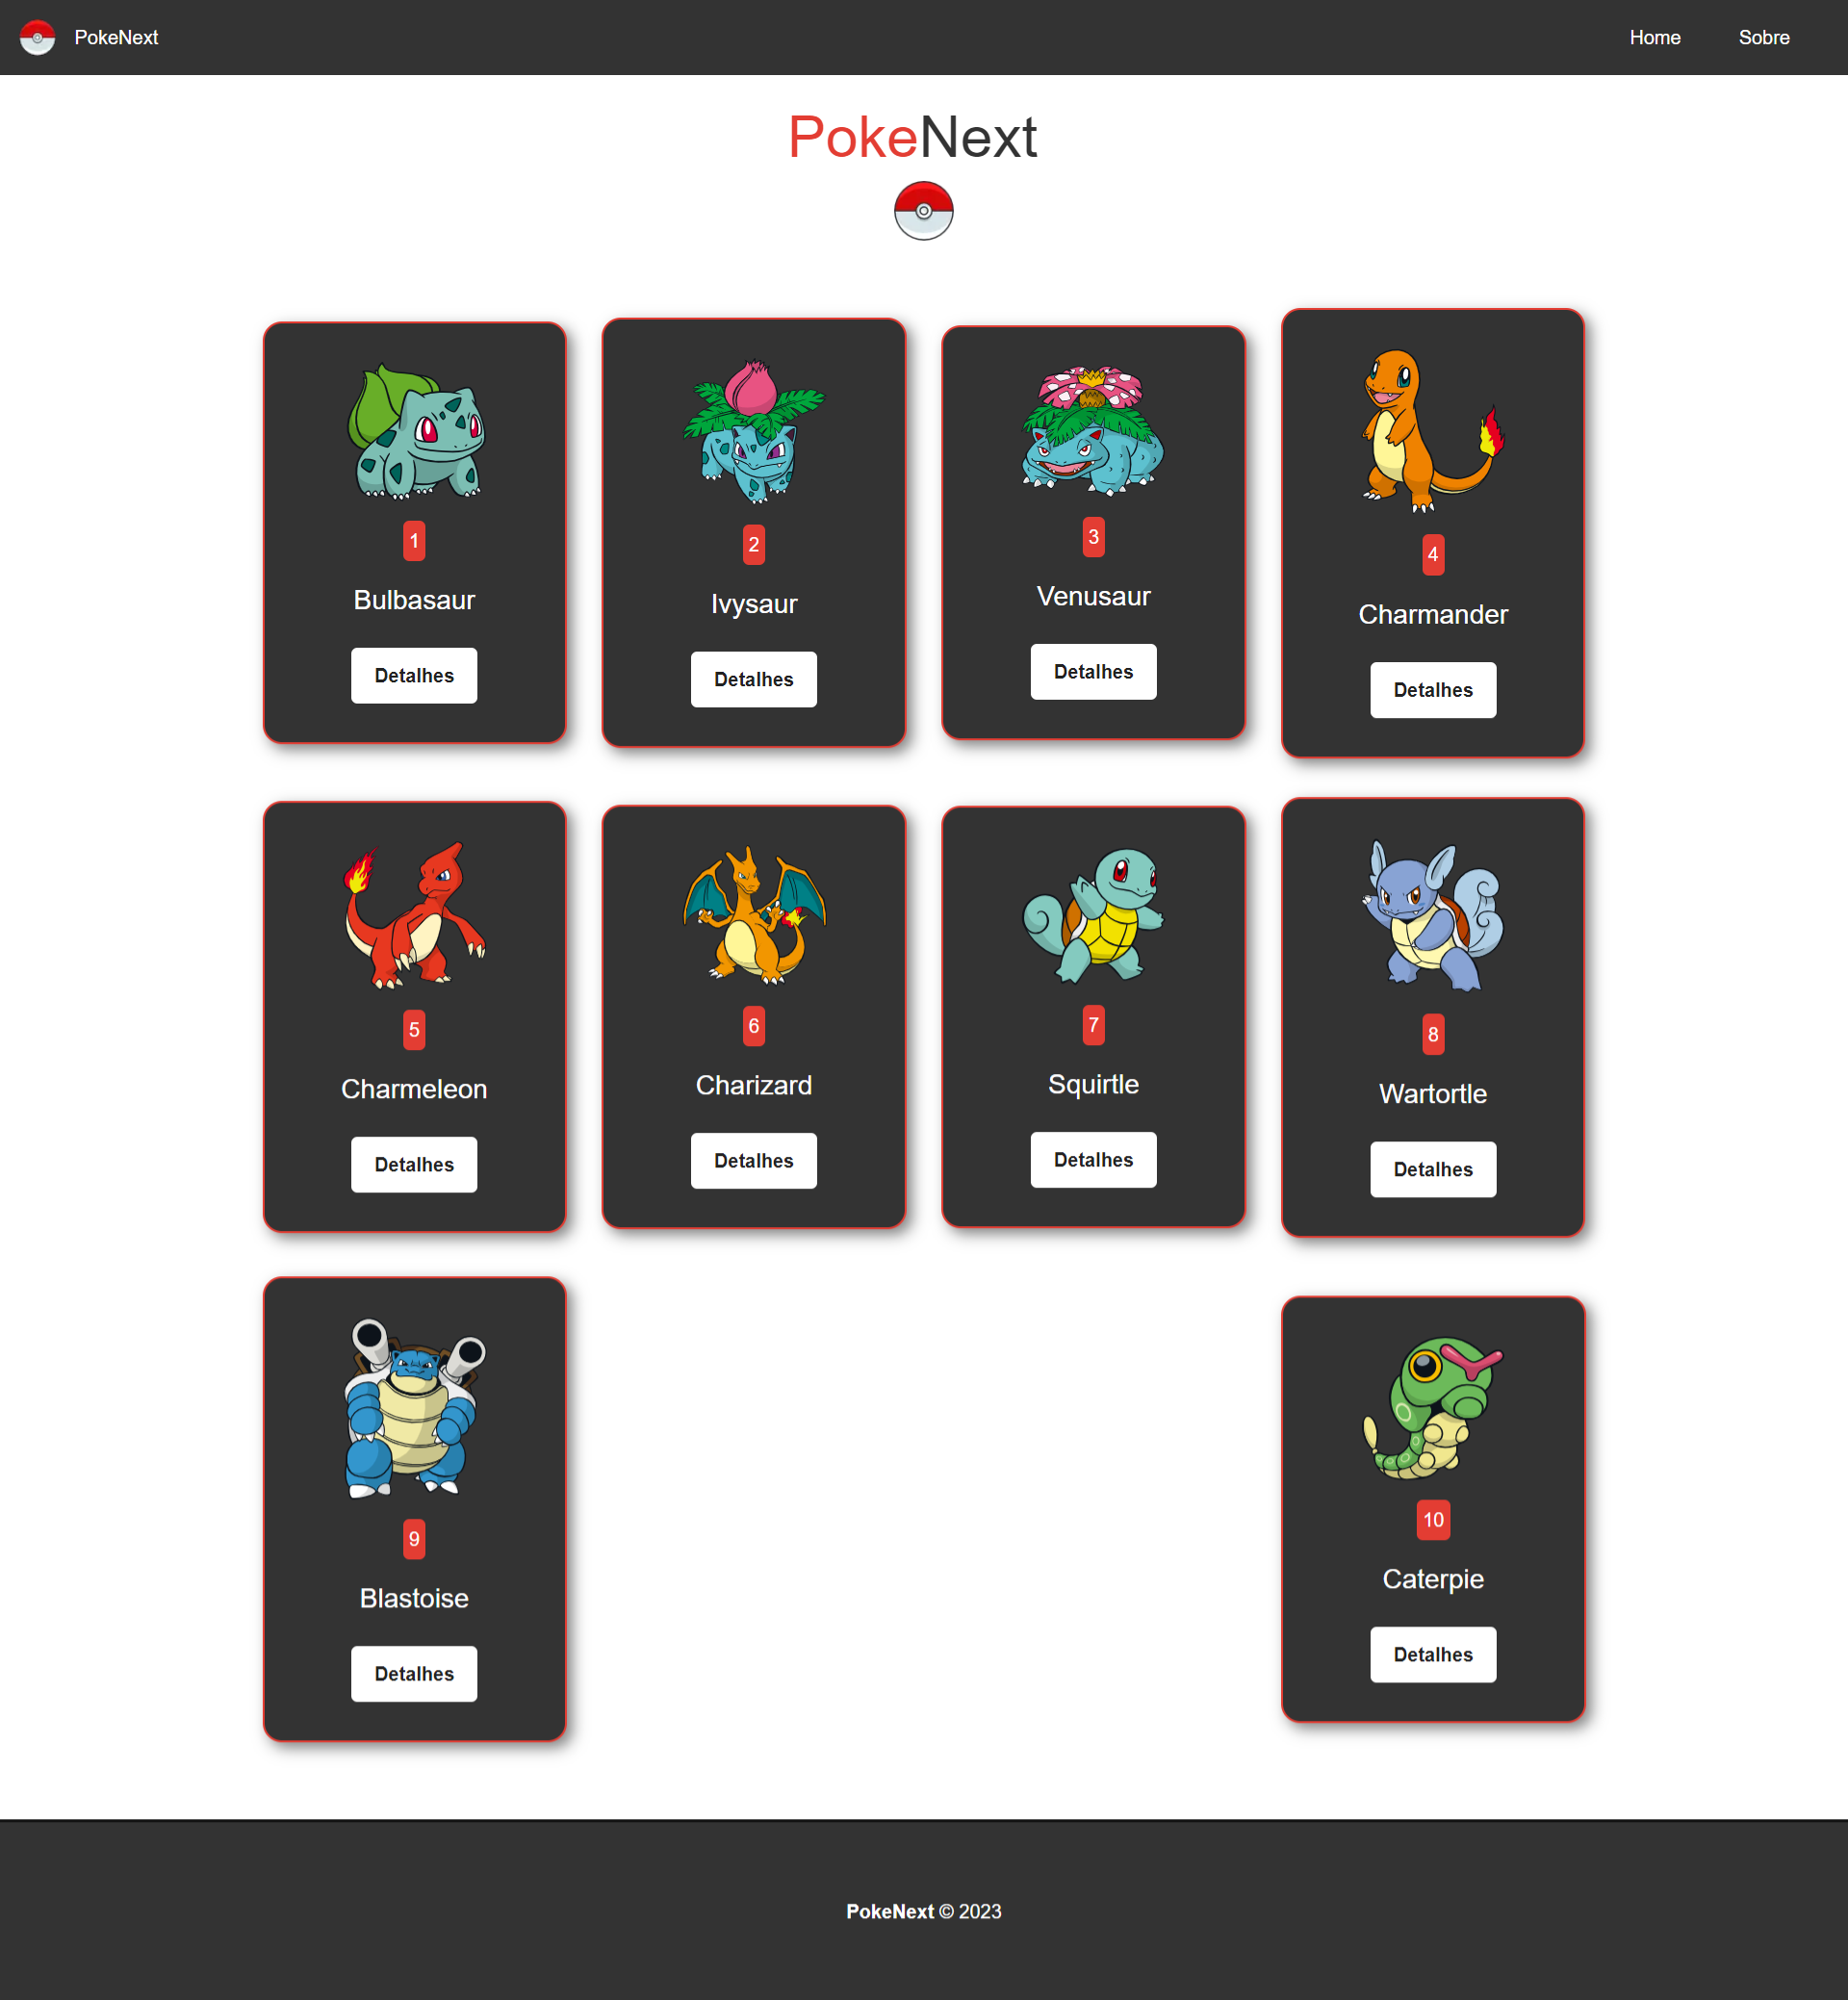 PokeNext
Home
Sobre
PokeNext
1
Bulbasaur
Detalhes
2
Ivysaur
Detalhes
3
Venusaur
Detalhes
4
Charmander
Detalhes
5
Charmeleon
Detalhes
6
Charizard
Detalhes
7
Squirtle
Detalhes
8
Wartortle
Detalhes
9
Blastoise
Detalhes
10
Caterpie
Detalhes
PokeNext © 2023